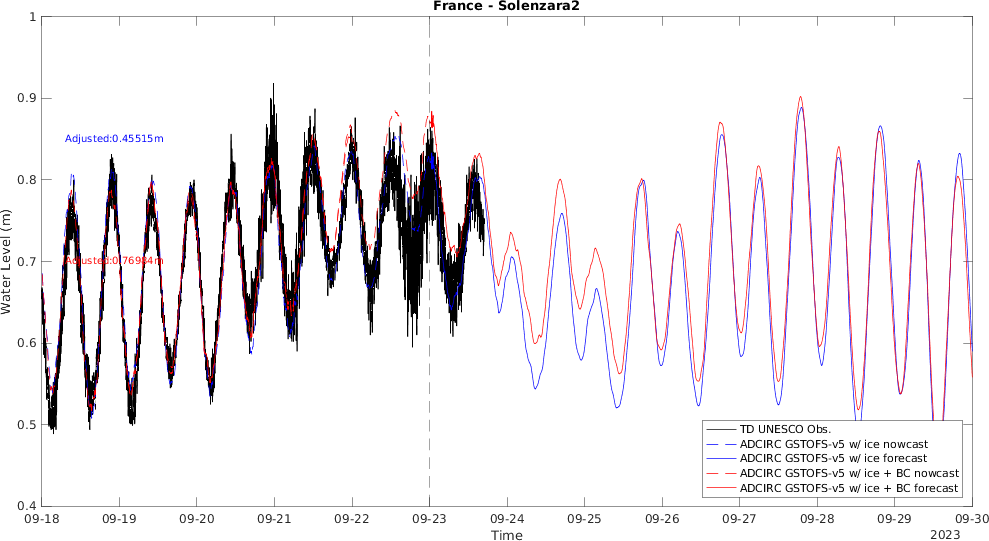 France - Solenzara2
1
0.9
0.8
0.7
0.6
0.5
0.4
Water Level (m)
Adjusted:0.45515m
Adjusted:0.76984m
TD UNESCO Obs.
ADCIRC GSTOFS-v5 w/ ice nowcast
ADCIRC GSTOFS-v5 w/ ice forecast
ADCIRC GSTOFS-v5 w/ ice + BC nowcast
ADCIRC GSTOFS-v5 w/ ice + BC forecast
09-18 09-19 09-20 09-21 09-22 09-23 09-24 09-25 09-26 09-27 09-28 09-29 09-30
Time
2023